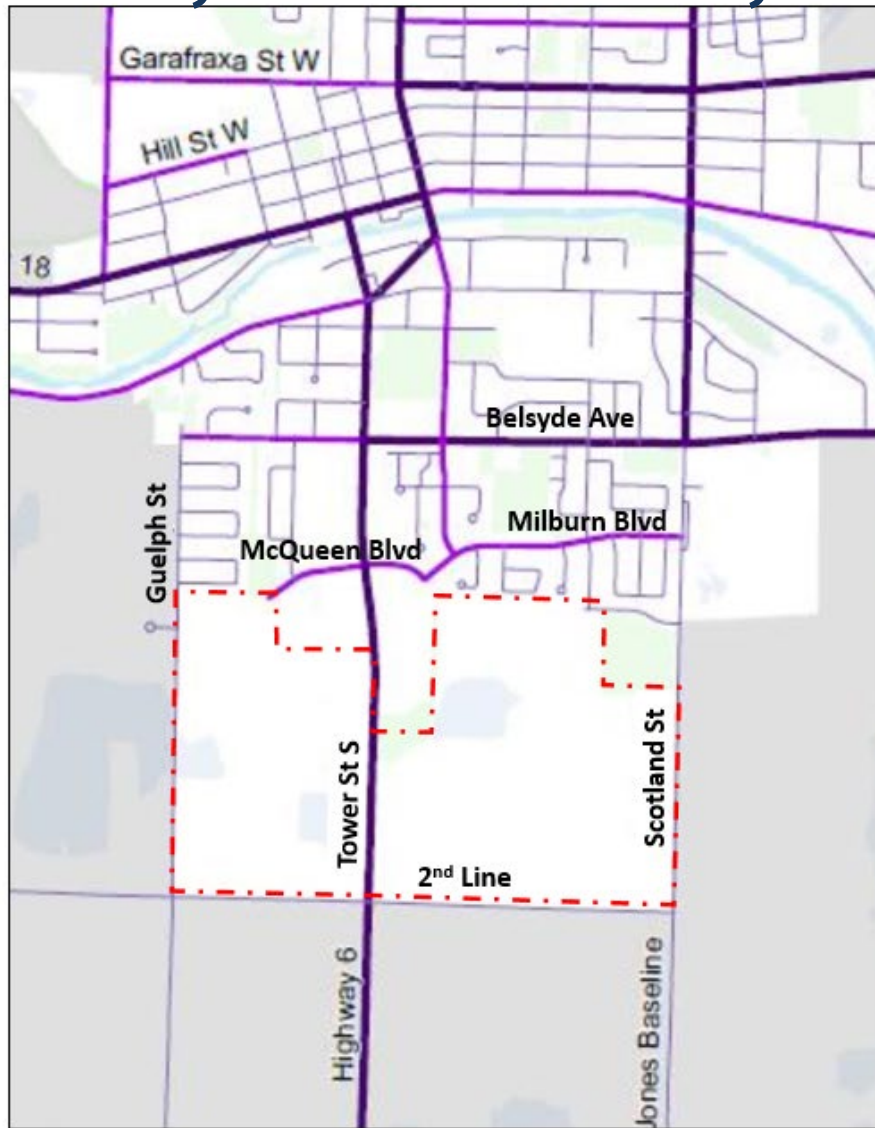 Garafraxa St W
Hill St W
18
Belsyde Ave
Guelph St
McQueen Blvd
Milburn Blvd
Tower St S
Scotland St
2nd Line
Highway 6
Jones Baseline